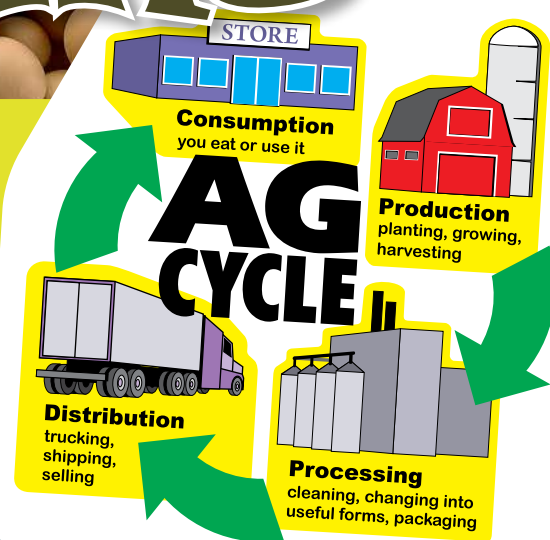 STORE
Consumption
you eat or use it
AG
CYCLE
Production
planting, growing,
harvesting
Processing
cleaning, changing into
useful forms, packaging
Distribution
trucking,
shipping,
selling